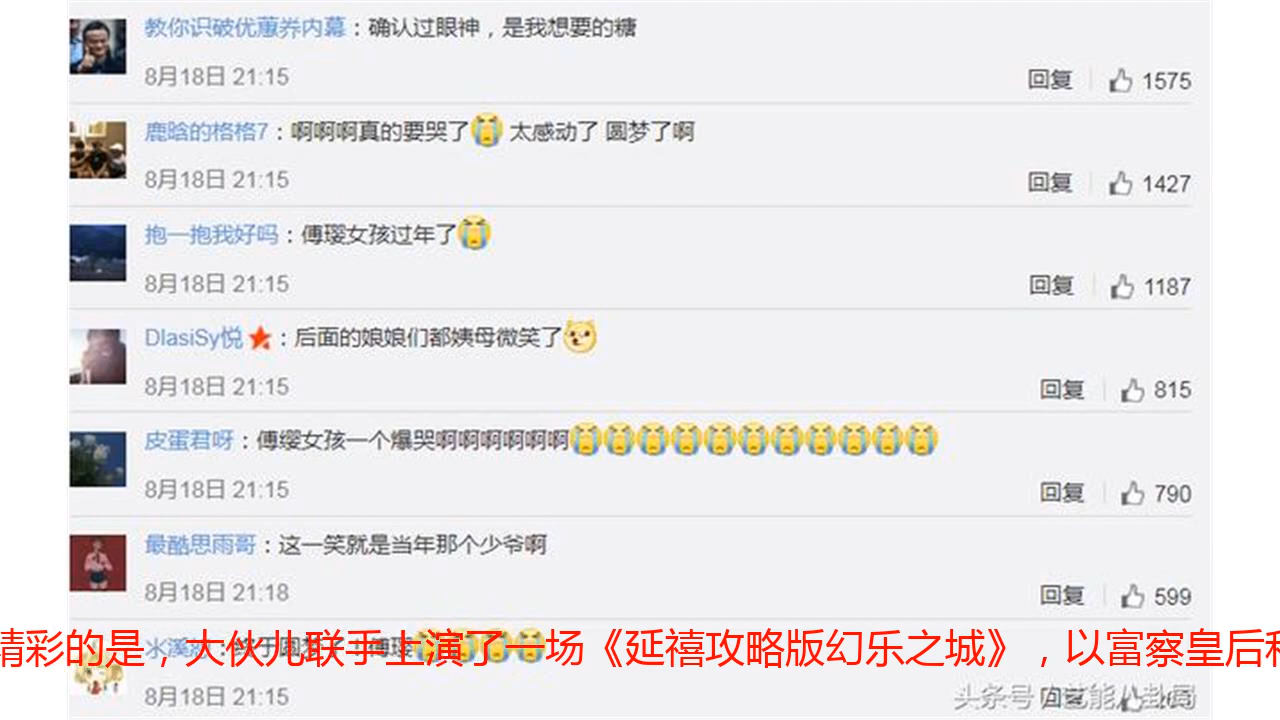 教你识破优蕙券内幕：确认过眼神，是我想要的糖
8月18日 21:15
回复 1575
鹿晗的格格7：啊啊啊真的要哭了 太感动了 圆梦了啊
8月18日 21:15
回复 1427
抱一抱我好吗：傅璎女孩过年了
8月18日 21:15
回复 1187
DIasiSy悦：后面的娘娘们都姨母微笑了
8月18日 21:15
回复 815
皮蛋君呀：傅缨女孩一个爆哭啊啊啊啊啊啊
8月18日 21:15
回复 790
最酷思雨哥：这一笑就是当年那个少爷啊
8月18日 21:18
回复 599
精彩的是，大伙儿联手上演了一场《延禧攻略版幻乐之城》，以富察皇后和
8月18日 21:15
回复
头条号